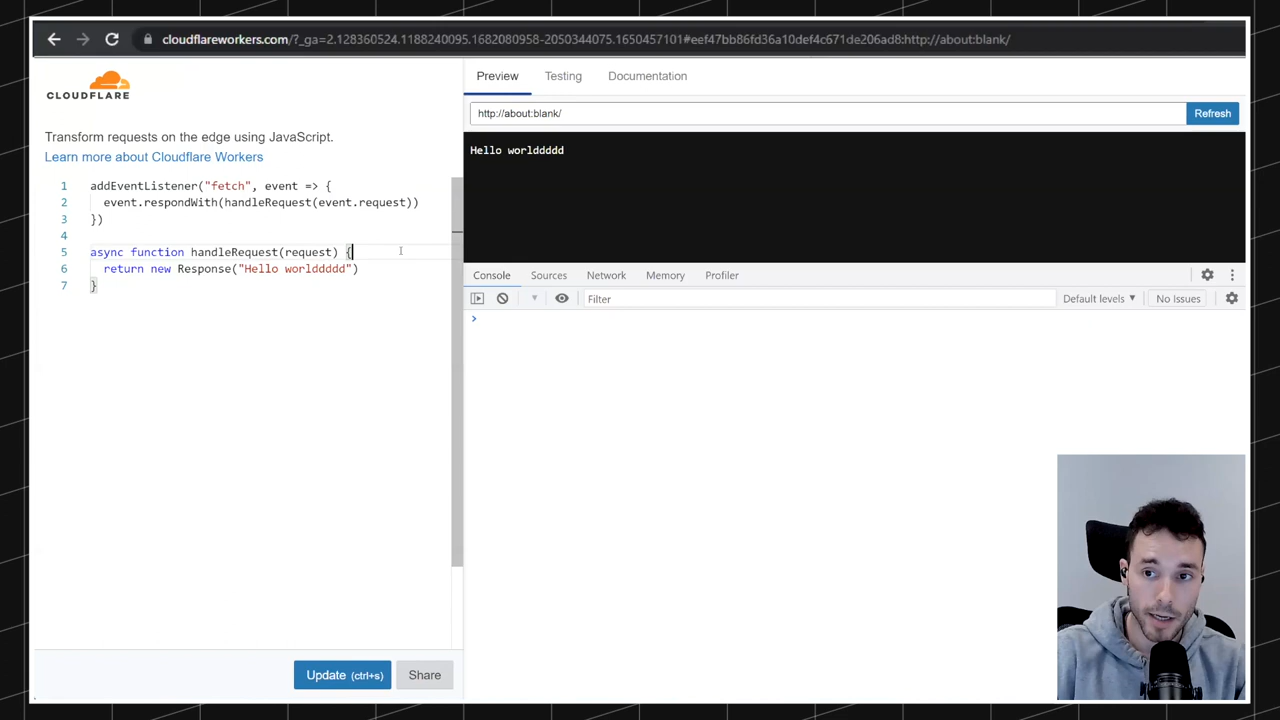 cloudflareworkers.com/?_ga=2.128360524.1188240095.1682080958-2050344075.1650457101#eef47bb86fd36a10def4c671de206ad8:http://about:blank/
CLOUDFLARE
Transform requests on the edge using JavaScript.
Learn more about Cloudflare Workers
1 addEventListener("fetch", event => {
2 event.respondWith(handleRequest(event.request))
3 })
4
5 async function handleRequest(request) {
6 return new Response("Hello worlddddd")
7 }
Update (ctrl+s) Share
Preview Testing Documentation
http://about:blank/ Refresh
Hello worlddddd
Console Sources Network Memory Profiler
Filter Default levels ▼ No Issues
>